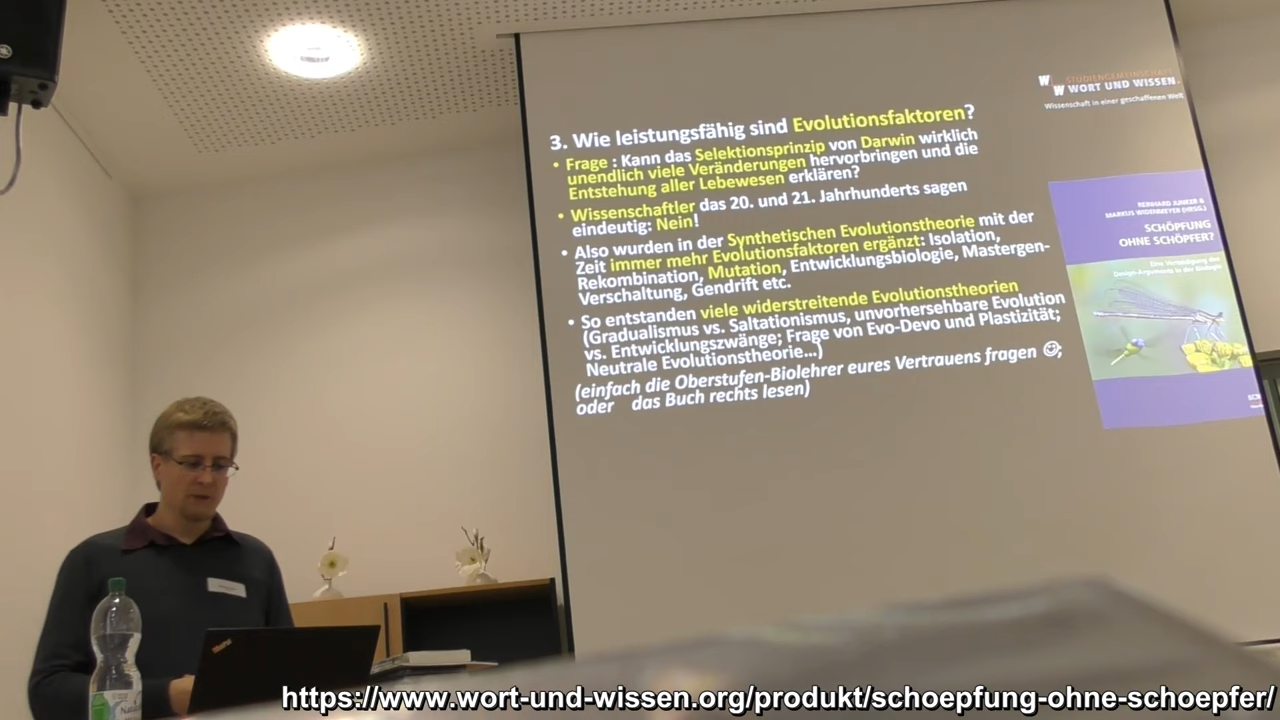 STUDIENGEMEINSCHAFT
WORT UND WISSEN.
Wissenschaft in einer geschaffenen Welt
3. Wie leistungsfähig sind Evolutionsfaktoren?
• Frage : Kann das Selektionsprinzip von Darwin wirklich
unendlich viele Veränderungen hervorbringen und die
Entstehung aller Lebewesen erklären?
• Wissenschaftler das 20. und 21. Jahrhunderts sagen
eindeutig: Nein!
• Also wurden in der Synthetischen Evolutionstheorie mit der
Zeit immer mehr Evolutionsfaktoren ergänzt: Isolation,
Rekombination, Mutation, Entwicklungsbiologie, Mastergen-
Verschaltung, Gendrift etc.
• So entstanden viele widerstreitende Evolutionstheorien
(Gradualismus vs. Saltationismus, unvorhersehbare Evolution
vs. Entwicklungszwänge; Frage von Evo-Devo und Plastizität;
Neutrale Evolutionstheorie...)
(einfach die Oberstufen-Biolehrer eures Vertrauens fragen ☺;
oder das Buch rechts lesen)
REINHARD JUNKER &
MARKUS WIDENMEYER (HRSG.)
SCHÖPFUNG
OHNE SCHÖPFER?
Eine Verteidigung des
Design-Arguments in der Biologie
ThinkPad
https://www.wort-und-wissen.org/produkt/schoepfung-ohne-schoepfer/